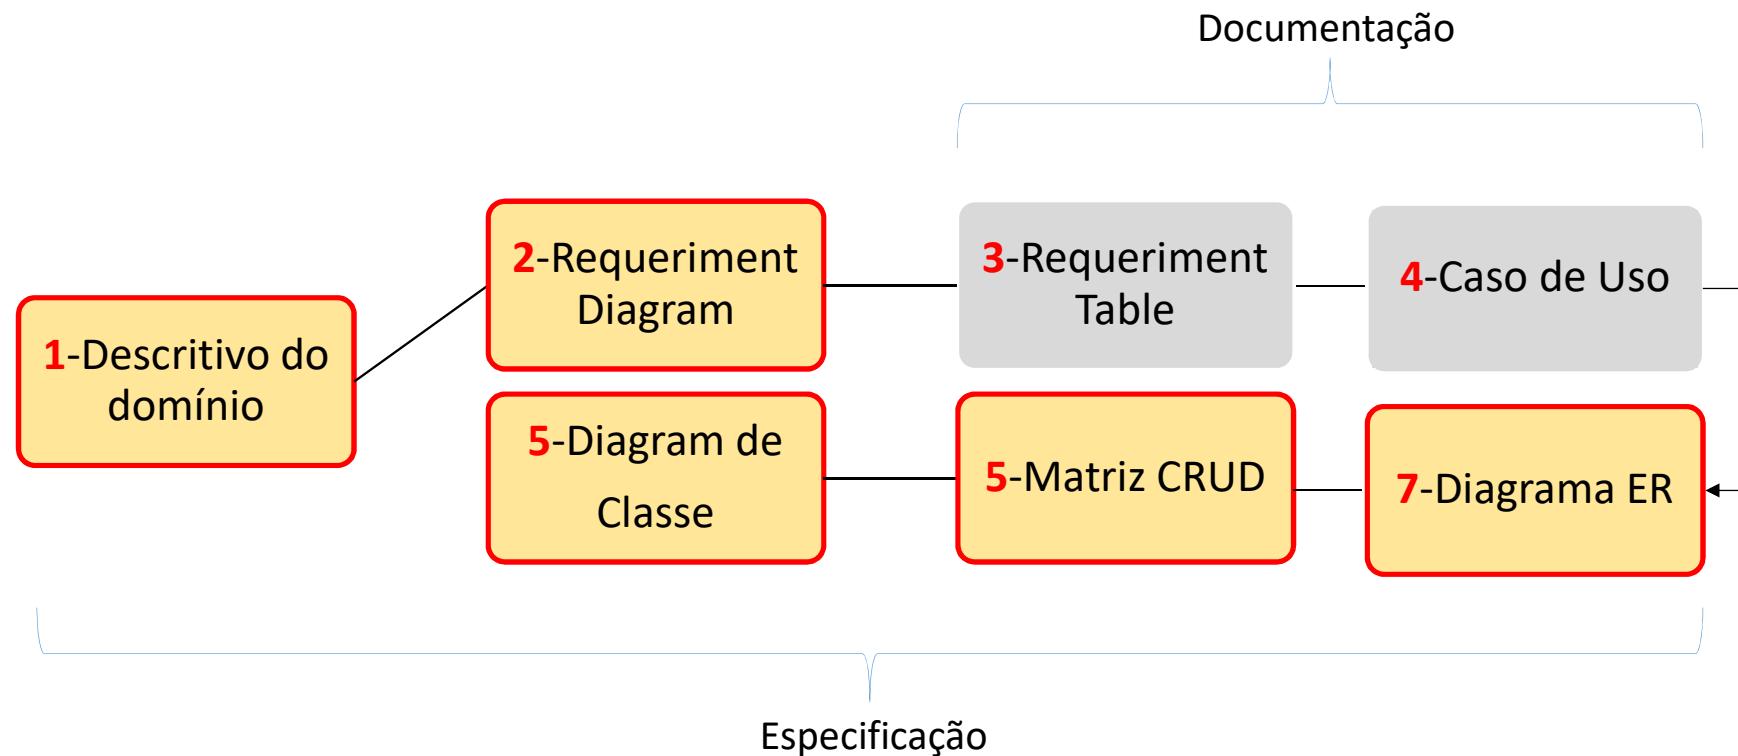 Documentação
2-Requeriment
Diagram
3-Requeriment
Table
4-Caso de Uso
1-Descritivo do
domínio
5-Diagram de
Classe
5-Matriz CRUD
7-Diagrama ER
Especificação